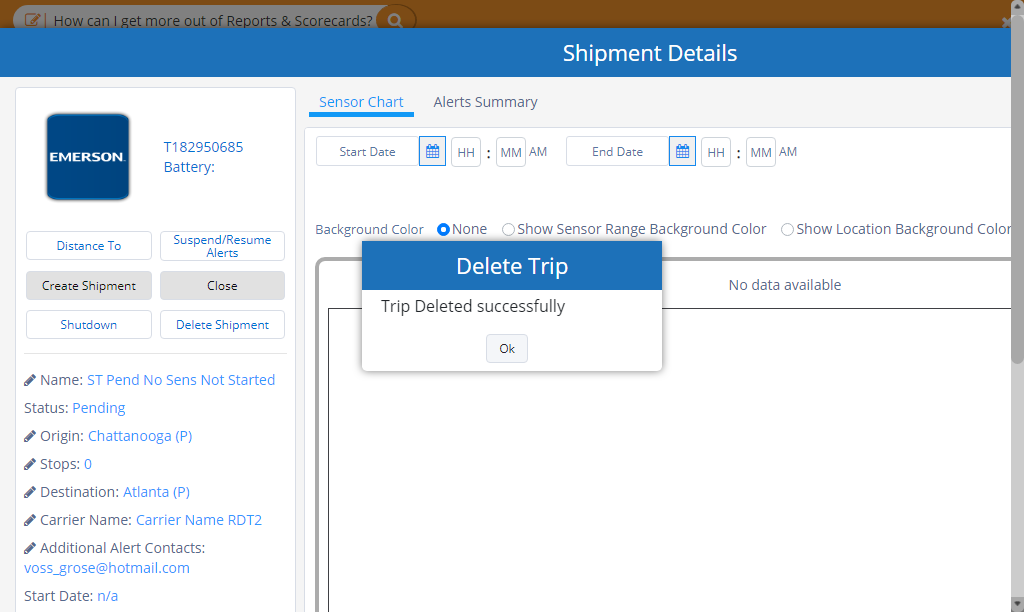 How can I get more out of Reports & Scorecards?
Shipment Details
EMERSON.
T182950685
Battery:
Distance To
Suspend/Resume
Alerts
Create Shipment
Close
Shutdown
Delete Shipment
Name: ST Pend No Sens Not Started
Status: Pending
Origin: Chattanooga (P)
Stops: 0
Destination: Atlanta (P)
Carrier Name: Carrier Name RDT2
Additional Alert Contacts:
voss_grose@hotmail.com
Start Date: n/a
Sensor Chart
Alerts Summary
Start Date HH : MM AM End Date HH : MM AM
Background Color None Show Sensor Range Background Color Show Location Background Color
No data available
Delete Trip
Trip Deleted successfully
Ok